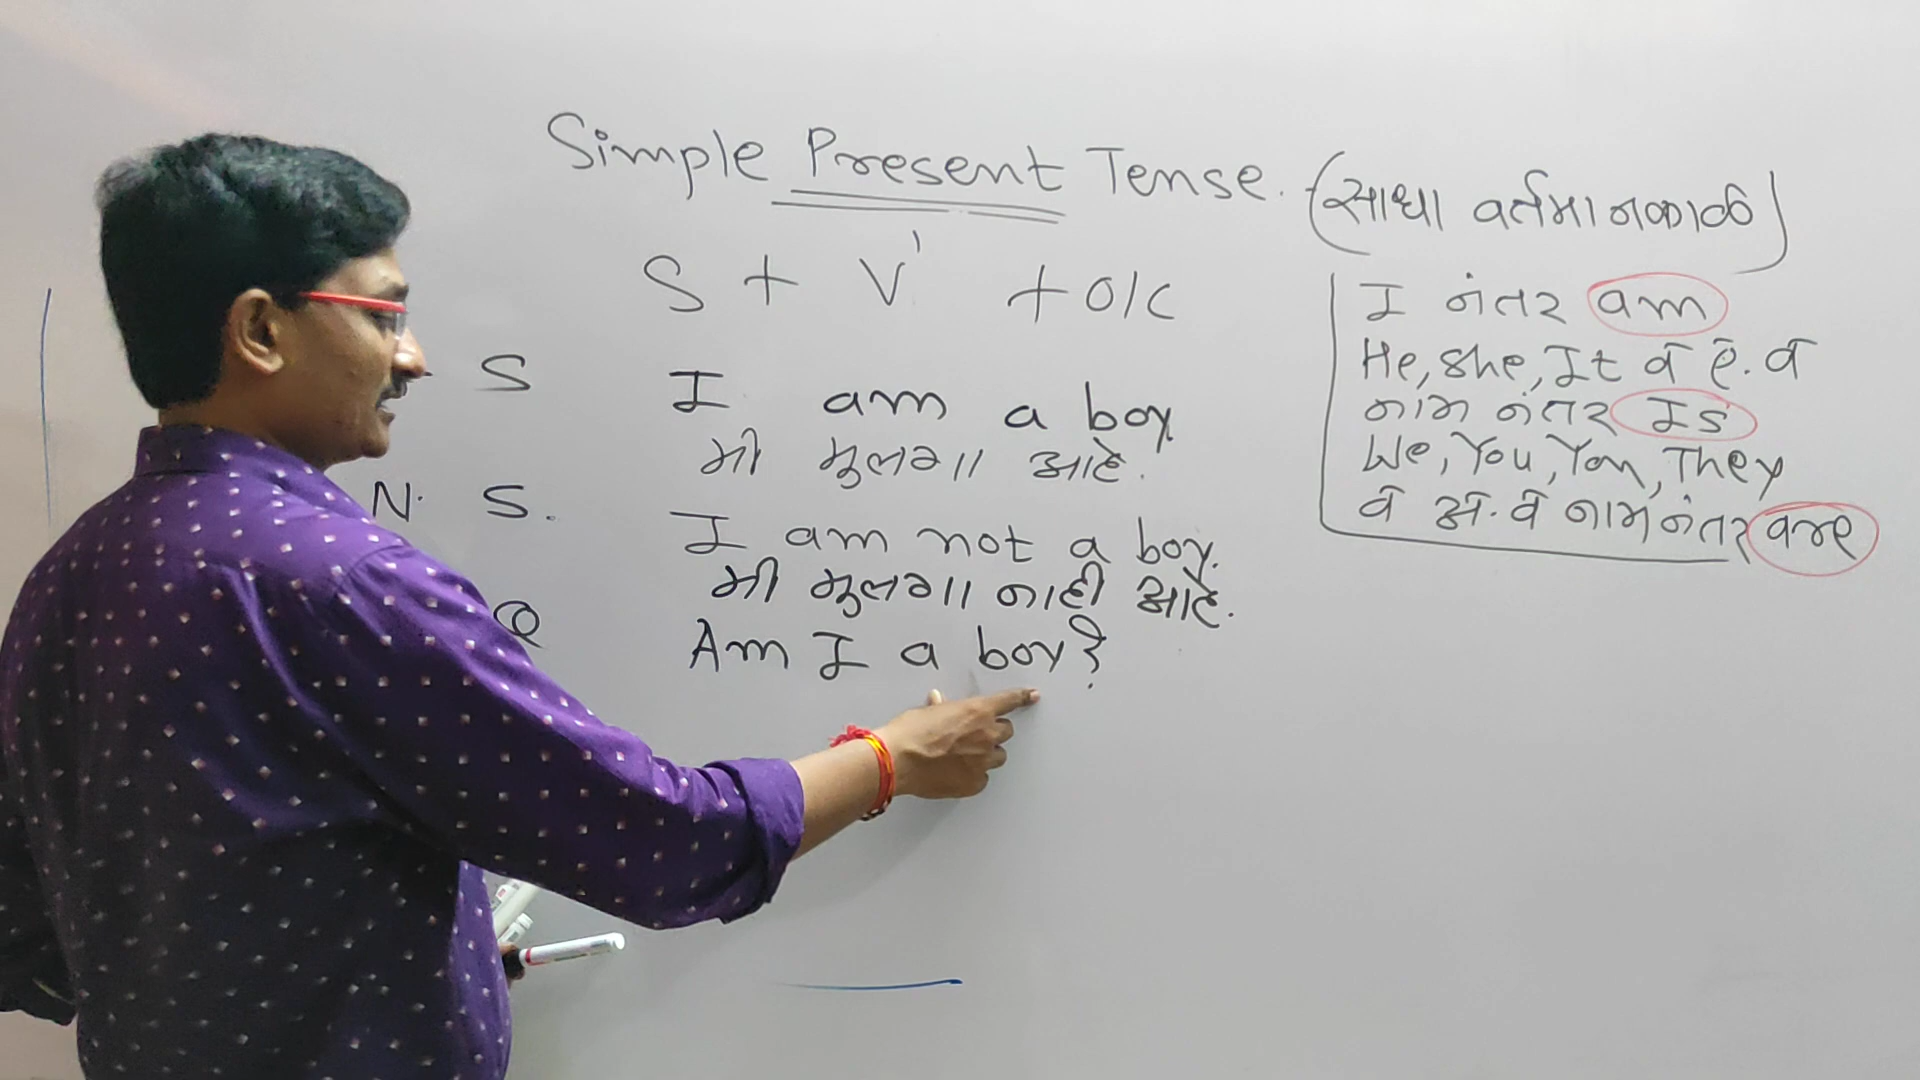 Simple Present Tense. (साधा वर्तमानकाळ)
S + V¹ + O/C
S I am a boy.
मी मुलगा आहे.
N. S. I am not a boy.
मी मुलगा नाही आहे.
Q Am I a boy?
I नंतर am
He, She, It व ए. व
नाम नंतर Is
We, You, You, They
व अ. व नाम नंतर are